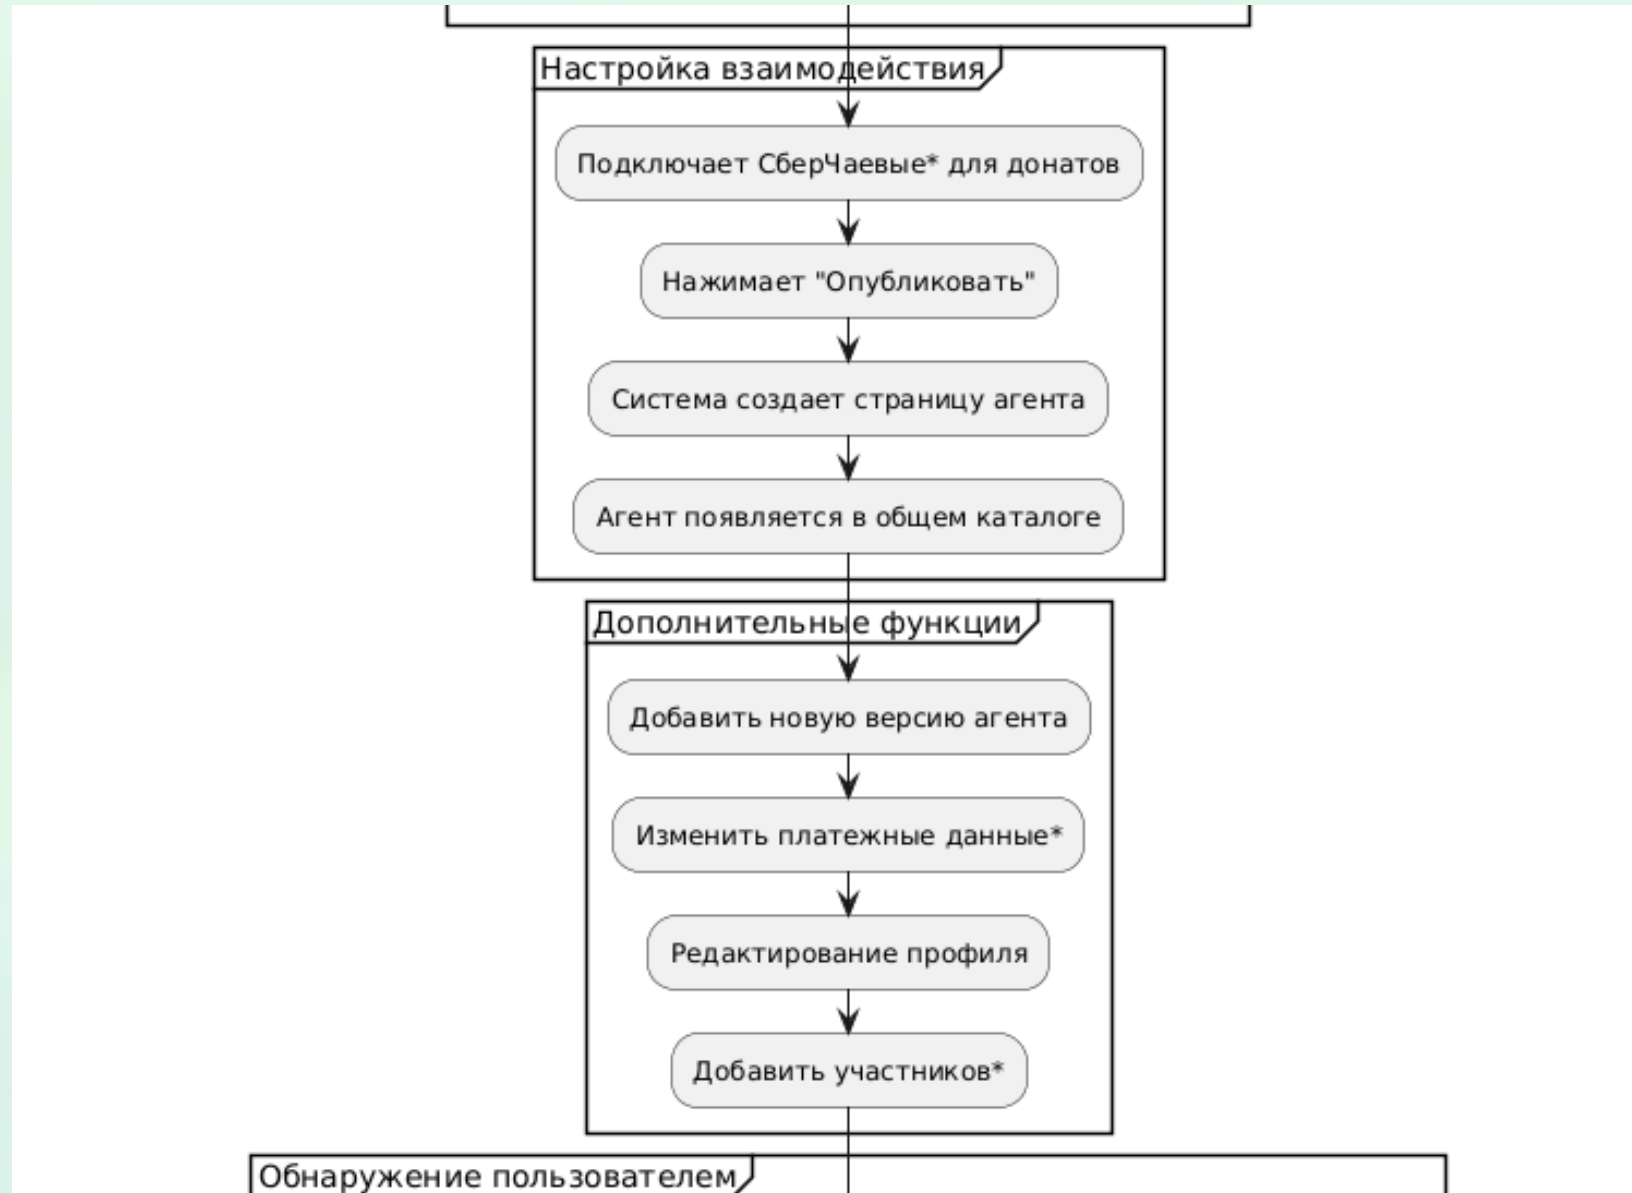 Настройка взаимодействия
Подключает СберЧаевые* для донатов
Нажимает "Опубликовать"
Система создает страницу агента
Агент появляется в общем каталоге
Дополнительные функции
Добавить новую версию агента
Изменить платежные данные*
Редактирование профиля
Добавить участников*
Обнаружение пользователем